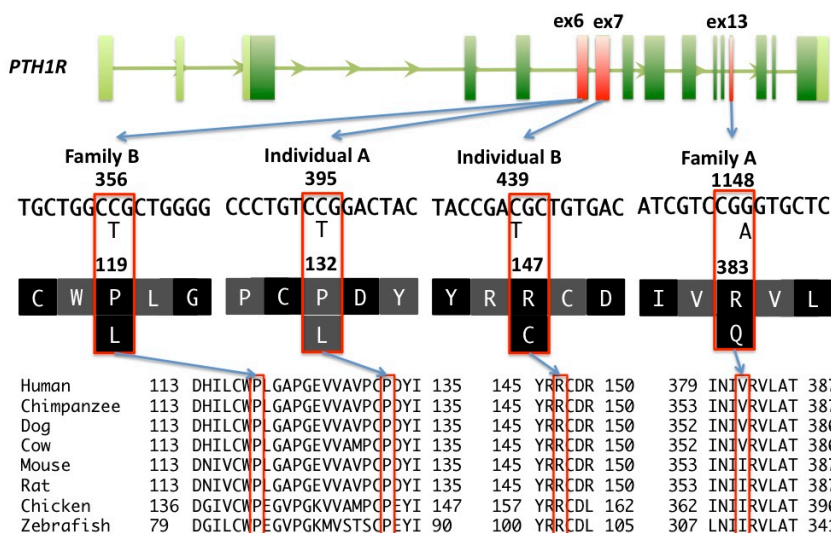 ex6 ex7 ex13
PTH1R
Family B Individual A Individual B Family A
356 395 439 1148
TGCTGGCCGCTGGGG CCCTGTCCGGACTAC TACCGACGCTGTGAC ATCGTCCGGGTGCTC
T T T A
119 132 147 383
C W P L G P C P D Y Y R R C D I V R V L
L L C Q
Human 113 DHILCWPLGAPGEVVAVPCPDYI 135 145 YRRCDR 150 379 INIVRVLAT 387
Chimpanzee 113 DHILCWPLGAPGEVVAVPCPDYI 135 145 YRRCDR 150 353 INIVRVLAT 387
Dog 113 DHILCWPLGAPGEVVAVPCPDYI 135 145 YRRCDR 150 352 INIVRVLAT 386
Cow 113 DHILCWPLGAPGEVVAMPCPDYI 135 145 YRRCDR 150 352 INIVRVLAT 386
Mouse 113 DNIVCWPLGAPGEVVAVPCPDYI 135 145 YRRCDR 150 353 INIIRVLAT 387
Rat 113 DNIVCWPLGAPGEVVAVPCPDYI 135 145 YRRCDR 150 353 INIIRVLAT 387
Chicken 136 DGIVCWPEGVPGKVVAMPCPEYI 147 157 YRRCDL 162 362 INIIRVLAT 396
Zebrafish 79 DGILCWPEGVPGKMVSTSCPEYI 90 100 YRRCDL 105 307 LNIIRVLAT 341